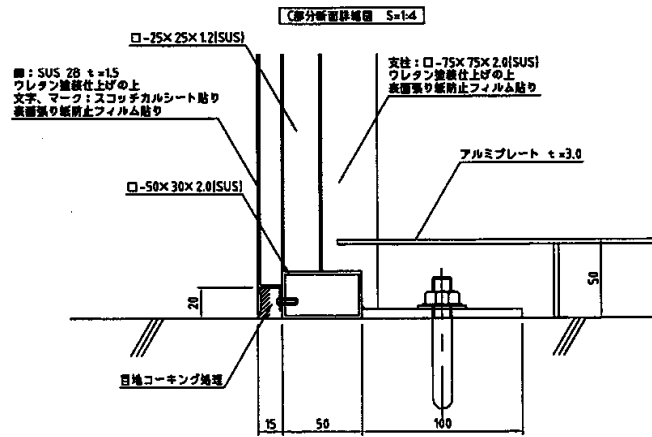 C部分断面詳細図 S=1:4
□-25×25×1.2(SUS)
脚：SUS 2B t=1.5
ウレタン塗装仕上げの上
文字、マーク：スコッチカルシート貼り
表面張り紙防止フィルム貼り
支柱：□-75×75×2.0(SUS)
ウレタン塗装仕上げの上
表面張り紙防止フィルム貼り
□-50×30×2.0(SUS)
アルミプレート t=3.0
20
50
目地コーキング処理
15
50
100